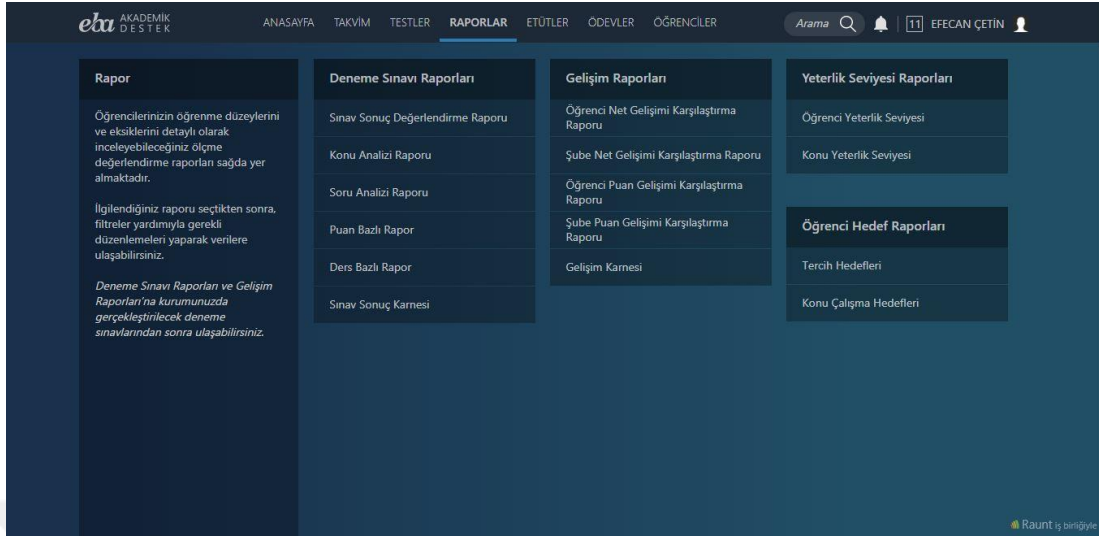 eba AKADEMİK
DESTEK
ANASAYFA TAKVİM TESTLER RAPORLAR ETÜTLER ÖDEVLER ÖĞRENCİLER Arama 11 EFECAN ÇETİN
Rapor
Öğrencilerinizin öğrenme düzeylerini
ve eksiklerini detaylı olarak
inceleyebileceğiniz ölçme
değerlendirme raporları sağda yer
almaktadır.
İlgilendiğiniz raporu seçtikten sonra,
filtreler yardımıyla gerekli
düzenlemeleri yaparak verilere
ulaşabilirsiniz.
Deneme Sınavı Raporları ve Gelişim
Raporları'na kurumunuzda
gerçekleştirilecek deneme
sınavlarından sonra ulaşabilirsiniz.
Deneme Sınavı Raporları
Sınav Sonuç Değerlendirme Raporu
Konu Analizi Raporu
Soru Analizi Raporu
Puan Bazlı Rapor
Ders Bazlı Rapor
Sınav Sonuç Karnesi
Gelişim Raporları
Öğrenci Net Gelişimi Karşılaştırma
Raporu
Şube Net Gelişimi Karşılaştırma Raporu
Öğrenci Puan Gelişimi Karşılaştırma
Raporu
Şube Puan Gelişimi Karşılaştırma
Raporu
Gelişim Karnesi
Yeterlik Seviyesi Raporları
Öğrenci Yeterlik Seviyesi
Konu Yeterlik Seviyesi
Öğrenci Hedef Raporları
Tercih Hedefleri
Konu Çalışma Hedefleri
Raunt iş birliğiyle